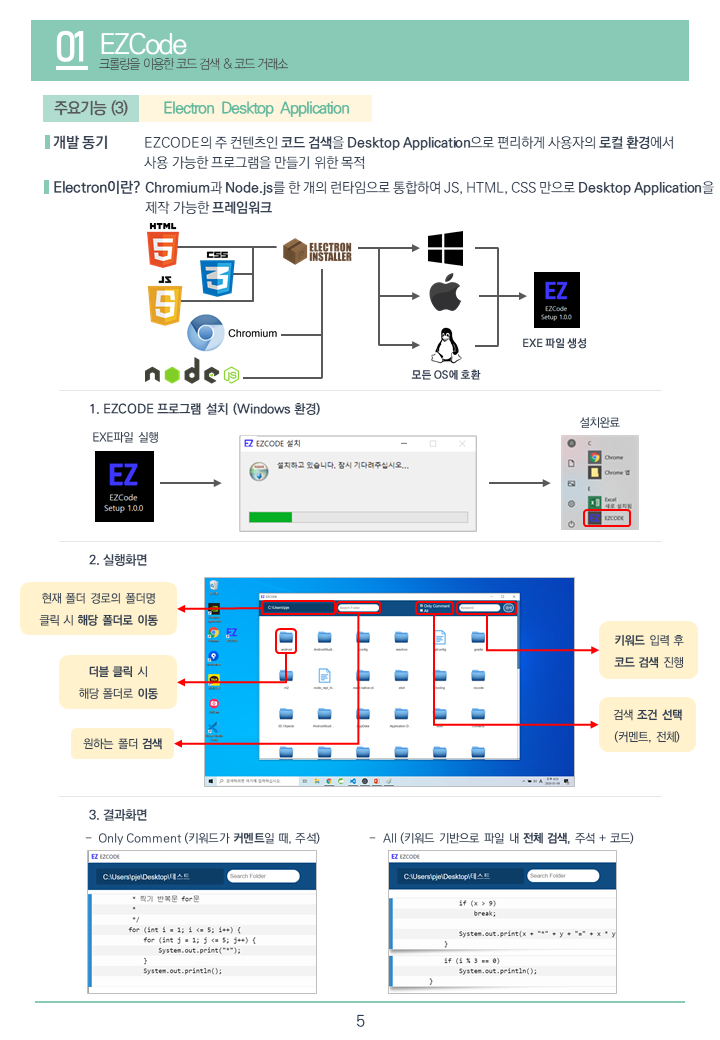 01 EZCode
크롤링을 이용한 코드 검색 & 코드 거래소
주요기능 (3) Electron Desktop Application
개발 동기 EZCODE의 주 컨텐츠인 코드 검색을 Desktop Application으로 편리하게 사용자의 로컬 환경에서
사용 가능한 프로그램을 만들기 위한 목적
Electron이란? Chromium과 Node.js를 한 개의 런타임으로 통합하여 JS, HTML, CSS 만으로 Desktop Application을
제작 가능한 프레임워크
HTML
5
CSS
3
JS
5
ELECTRON
INSTALLER
Chromium
node JS
모든 OS에 호환
EZ
EZCode
Setup 1.0.0
EXE 파일 생성
1. EZCODE 프로그램 설치 (Windows 환경)
EXE파일 실행
EZ
EZCode
Setup 1.0.0
EZ EZCODE 설치
설치하고 있습니다. 잠시 기다려주십시오...
설치완료
C
Chrome
Chrome 앱
E
Excel
새로 설치됨
EZCODE
2. 실행화면
현재 폴더 경로의 폴더명
클릭 시 해당 폴더로 이동
더블 클릭 시
해당 폴더로 이동
원하는 폴더 검색
키워드 입력 후
코드 검색 진행
검색 조건 선택
(커멘트, 전체)
EZCODE
C:\Users\pje
Search Folder
Only Comment
All
Keyword
검색
android
3D Objects
3. 결과화면
- Only Comment (키워드가 커멘트일 때, 주석)
EZ EZCODE
C:\Users\pje\Desktop\테스트 Search Folder
* 찍기 반복문 for문
*
*/
for (int i = 1; i <= 5; i++) {
for (int j = 1; j <= 5; j++) {
System.out.print("*");
}
System.out.println();
- All (키워드 기반으로 파일 내 전체 검색, 주석 + 코드)
EZ EZCODE
C:\Users\pje\Desktop\테스트 Search Folder
if (x > 9)
break;
System.out.print(x + "*" + y + "=" + x * y
}
if (i % 3 == 0)
System.out.println();
}
5